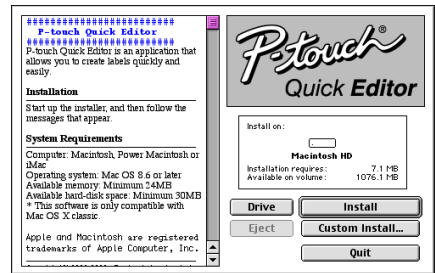 #########################
P-touch Quick Editor
#########################
P-touch Quick Editor is an application that
allows you to create labels quickly and
easily.
Installation
Start up the installer, and then follow the
messages that appear.
System Requirements
Computer: Macintosh, Power Macintosh or
iMac
Operating system: Mac OS 8.6 or later
Available memory: Minimum 24MB
Available hard-disk space: Minimum 30MB
* This software is only compatible with
Mac OS X classic.
Apple and Macintosh are registered
trademarks of Apple Computer, Inc.
P-touch®
Quick Editor
Install on:
Macintosh HD
Installation requires: 7.1 MB
Available on volume: 1076.1 MB
Drive
Install
Eject
Custom Install...
Quit